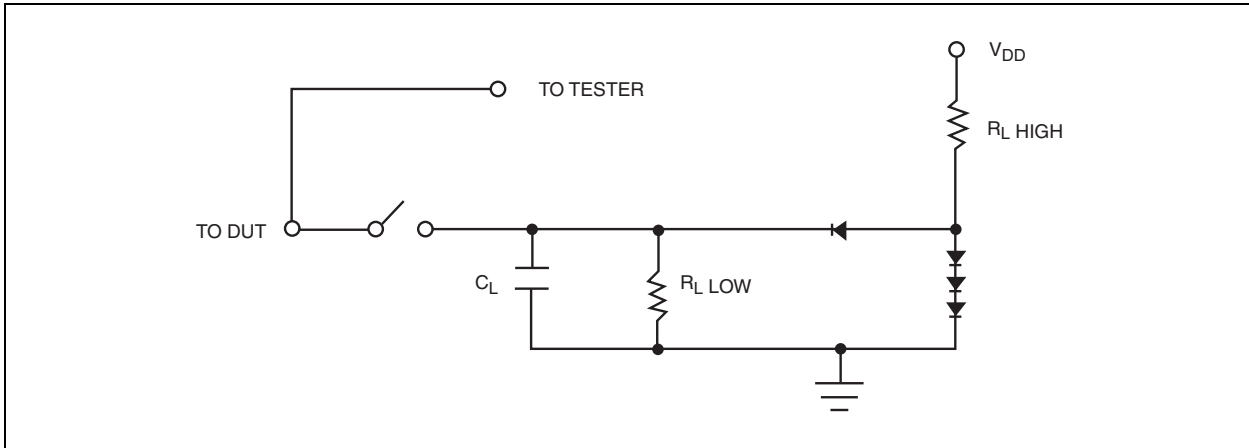 V_DD
TO TESTER
R_L HIGH
TO DUT
C_L
R_L LOW